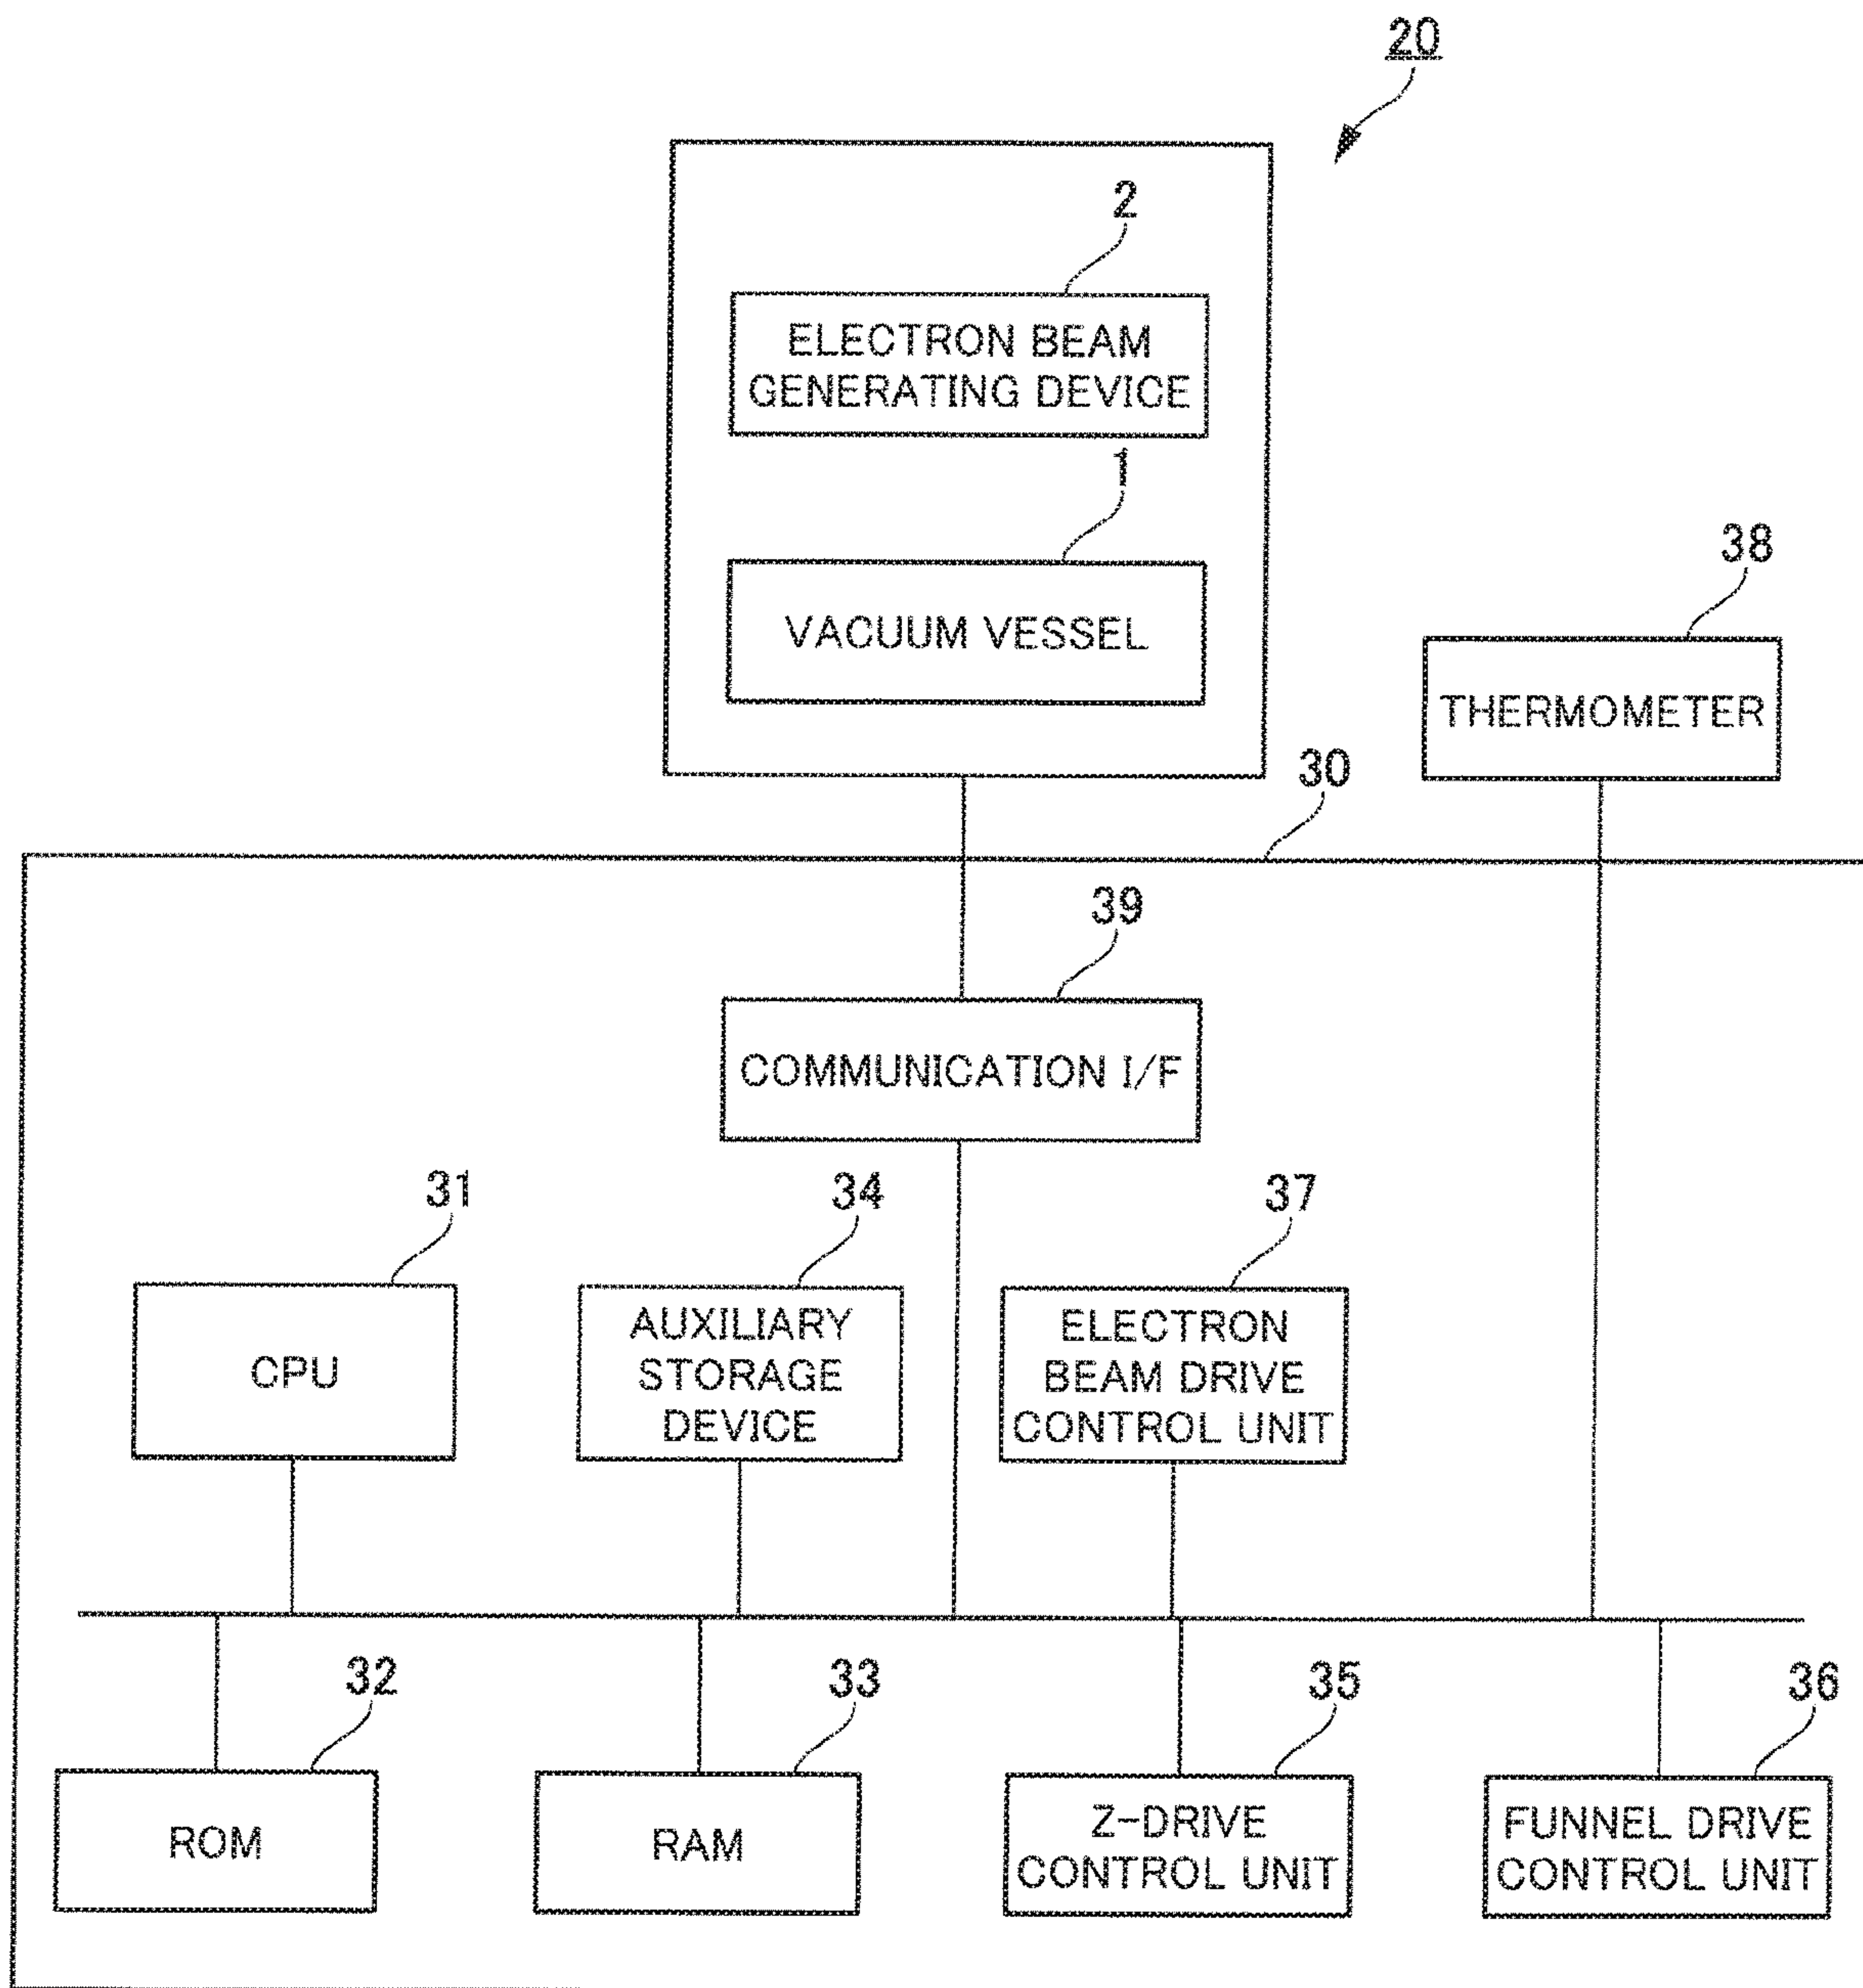 20
2
ELECTRON BEAM
GENERATING DEVICE
1
VACUUM VESSEL
38
THERMOMETER
30
39
COMMUNICATION I/F
31
34
37
CPU
AUXILIARY
STORAGE
DEVICE
ELECTRON
BEAM DRIVE
CONTROL UNIT
32
33
35
36
ROM
RAM
Z-DRIVE
CONTROL UNIT
FUNNEL DRIVE
CONTROL UNIT